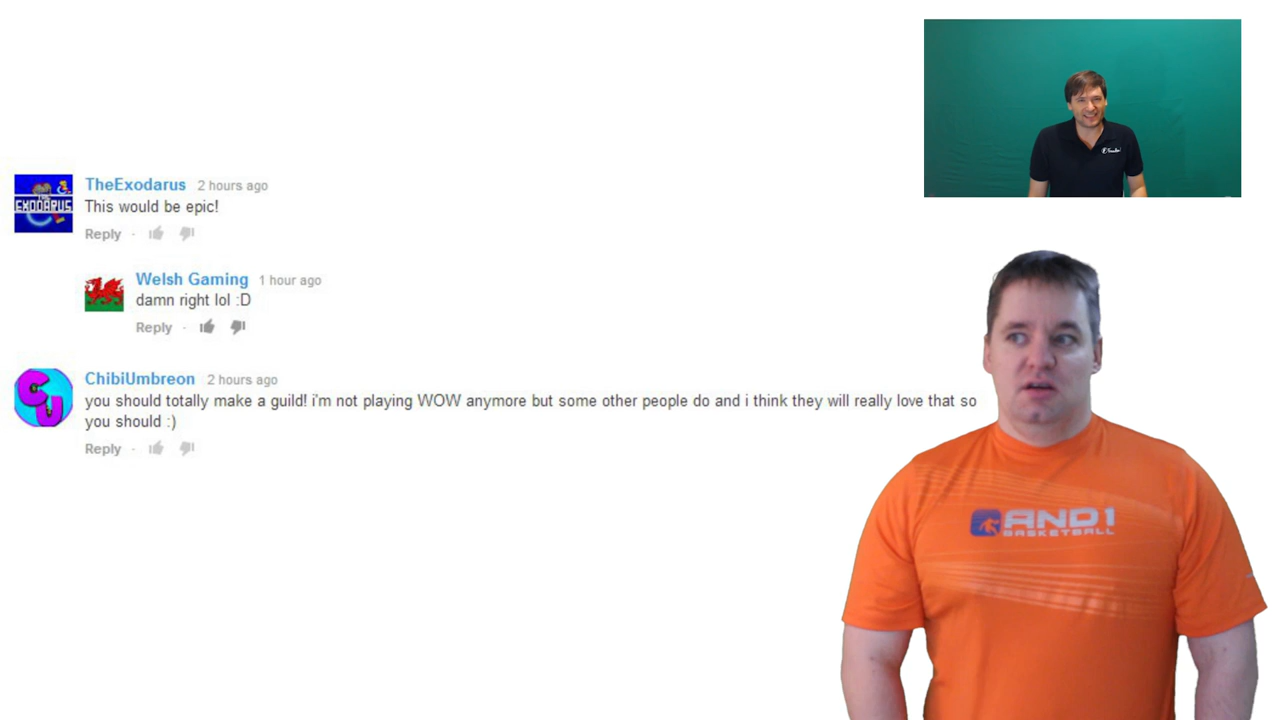 TheExodarus 2 hours ago
EXODARUS
This would be epic!
Reply ·
Welsh Gaming 1 hour ago
damn right lol :D
Reply ·
ChibiUmbreon 2 hours ago
CU
you should totally make a guild! i'm not playing WOW anymore but some other people do and i think they will really love that so
you should :)
Reply ·
AND1
BASKETBALL